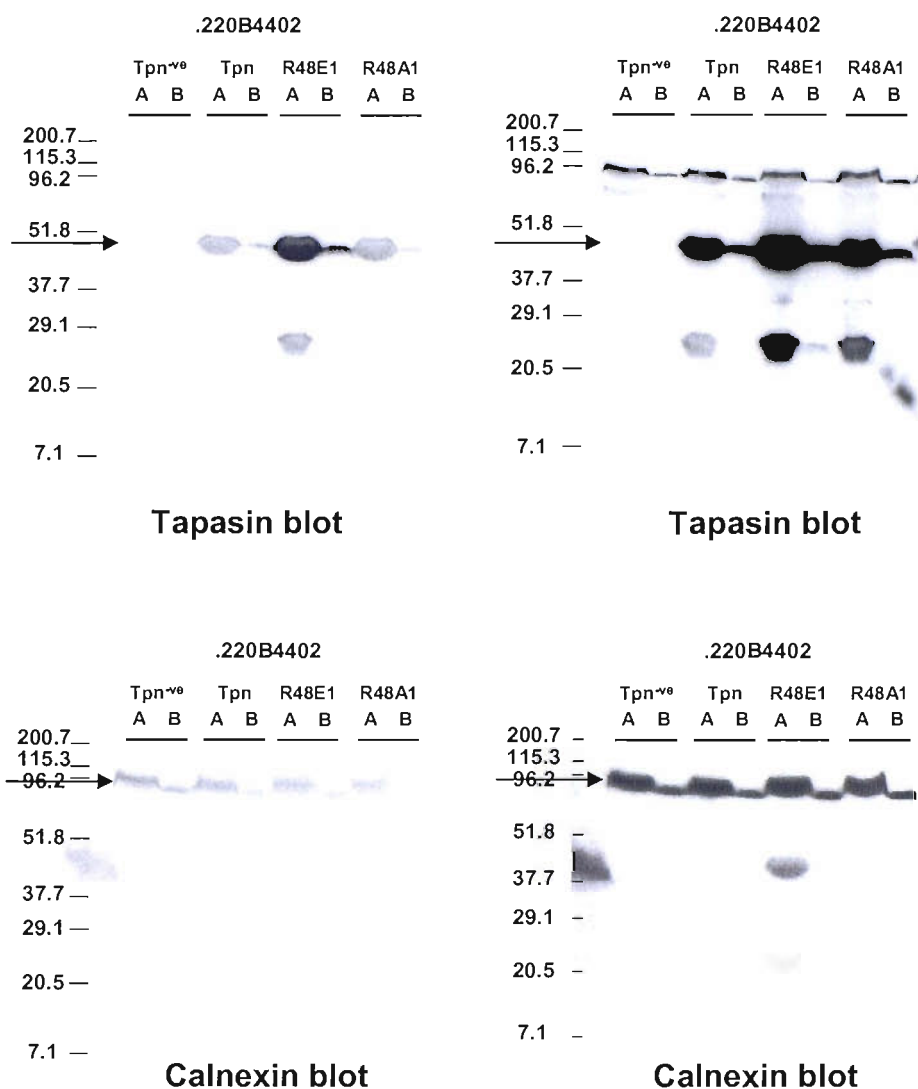 .220B4402
Tpn-ve Tpn R48E1 R48A1
A B A B A B A B
200.7
115.3
96.2
51.8
37.7
29.1
20.5
7.1
Tapasin blot
.220B4402
Tpn-ve Tpn R48E1 R48A1
A B A B A B A B
200.7
115.3
96.2
51.8
37.7
29.1
20.5
7.1
Tapasin blot
.220B4402
Tpn-ve Tpn R48E1 R48A1
A B A B A B A B
200.7
115.3
96.2
51.8
37.7
29.1
20.5
7.1
Calnexin blot
.220B4402
Tpn-ve Tpn R48E1 R48A1
A B A B A B A B
200.7
115.3
96.2
51.8
37.7
29.1
20.5
7.1
Calnexin blot